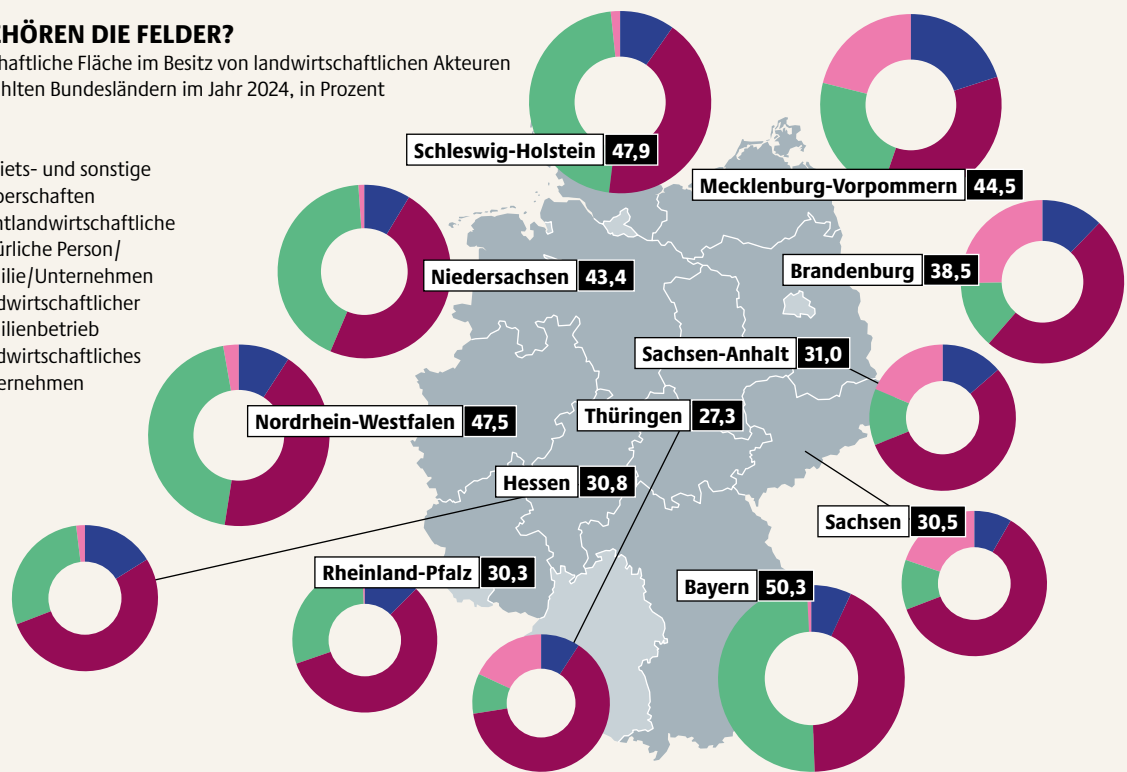 EHÖREN DIE FELDER?
haftliche Fläche im Besitz von landwirtschaftlichen Akteuren
hlten Bundesländern im Jahr 2024, in Prozent
iets- und sonstige
perschaften
htlandwirtschaftliche
ürliche Person/
ilie/Unternehmen
dwirtschaftlicher
ilienbetrieb
dwirtschaftliches
ernehmen
Schleswig-Holstein 47,9
Mecklenburg-Vorpommern 44,5
Niedersachsen 43,4
Brandenburg 38,5
Sachsen-Anhalt 31,0
Nordrhein-Westfalen 47,5
Thüringen 27,3
Hessen 30,8
Sachsen 30,5
Rheinland-Pfalz 30,3
Bayern 50,3